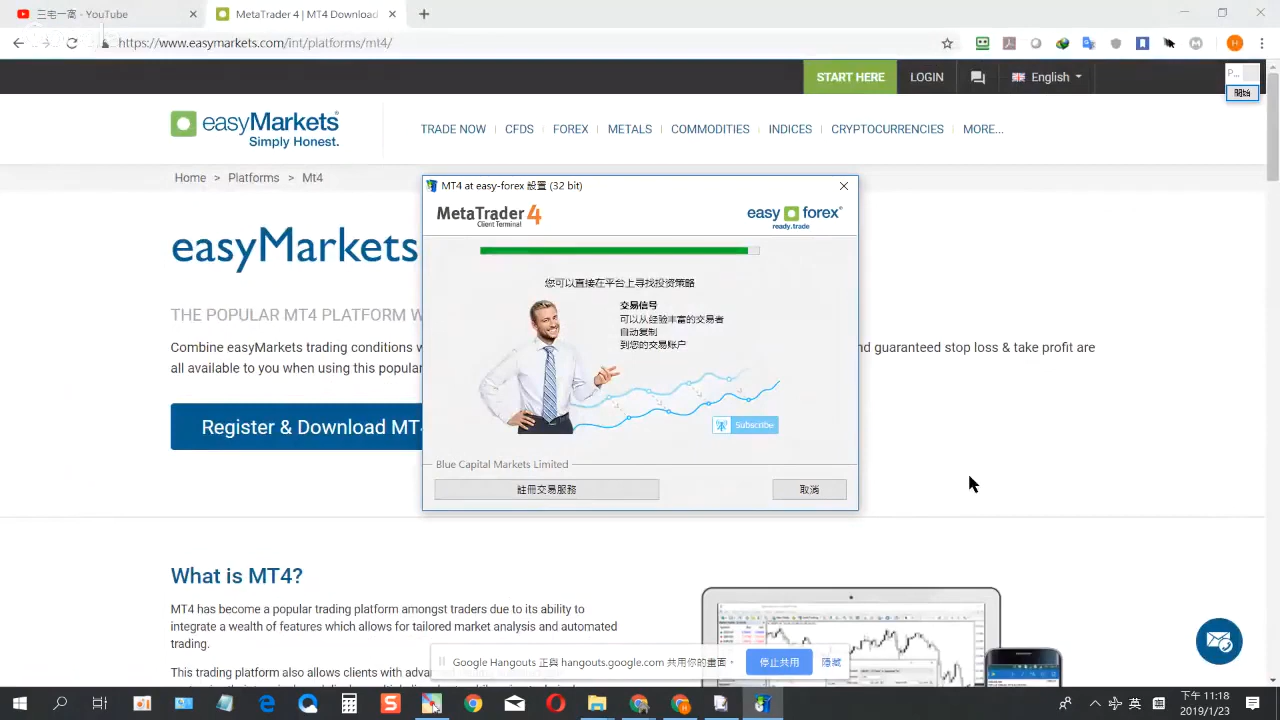 三宅一窩 - YouTube
MetaTrader 4 | MT4 Download
https://www.easymarkets.com/int/platforms/mt4/
START HERE
LOGIN
English
P...
開始
easyMarkets
Simply Honest.
TRADE NOW
CFDS
FOREX
METALS
COMMODITIES
INDICES
CRYPTOCURRENCIES
MORE...
Home > Platforms > Mt4
easyMarkets
THE POPULAR MT4 PLATFORM W
Combine easyMarkets trading conditions w
nd guaranteed stop loss & take profit are
all available to you when using this popular
Register & Download MT4
MT4 at easy-forex 設置 (32 bit)
MetaTrader 4
Client Terminal
easy forex
ready.trade
您可以直接在平台上寻找投资策略
交易信号
可以从经验丰富的交易者
自动复制
到您的交易账户
Subscribe
Blue Capital Markets Limited
註冊交易服務
取消
What is MT4?
MT4 has become a popular trading platform amongst traders due to its ability to
integrate a wealth of features which allows for tailored market analysis and automated
trading.
This trading platform also allows clients with adva
Google Hangouts 正與 hangouts.google.com 共用你的畫面。
停止共用
隱藏
英
下午 11:18
2019/1/23